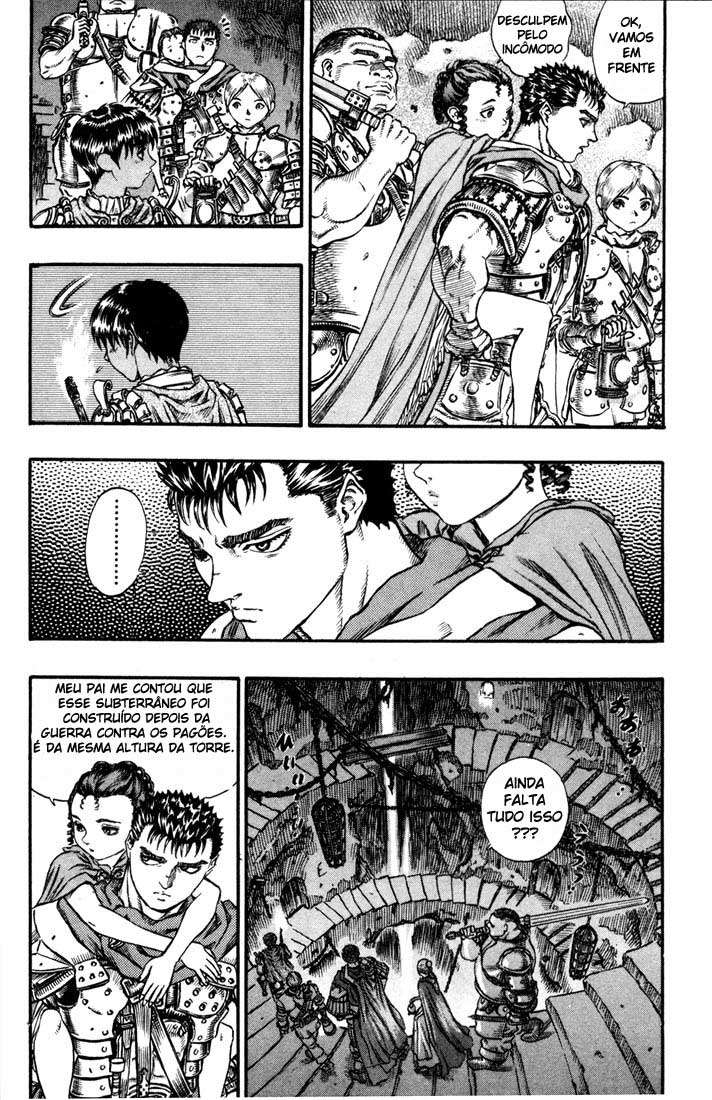 OK,
VAMOS
EM
FRENTE
DESCULPEM
PELO
INCÔMODO
.........
MEU PAI ME CONTOU QUE
ESSE SUBTERRÂNEO FOI
CONSTRUÍDO DEPOIS DA
GUERRA CONTRA OS PAGÕES.
É DA MESMA ALTURA DA TORRE.
AINDA
FALTA
TUDO ISSO
???